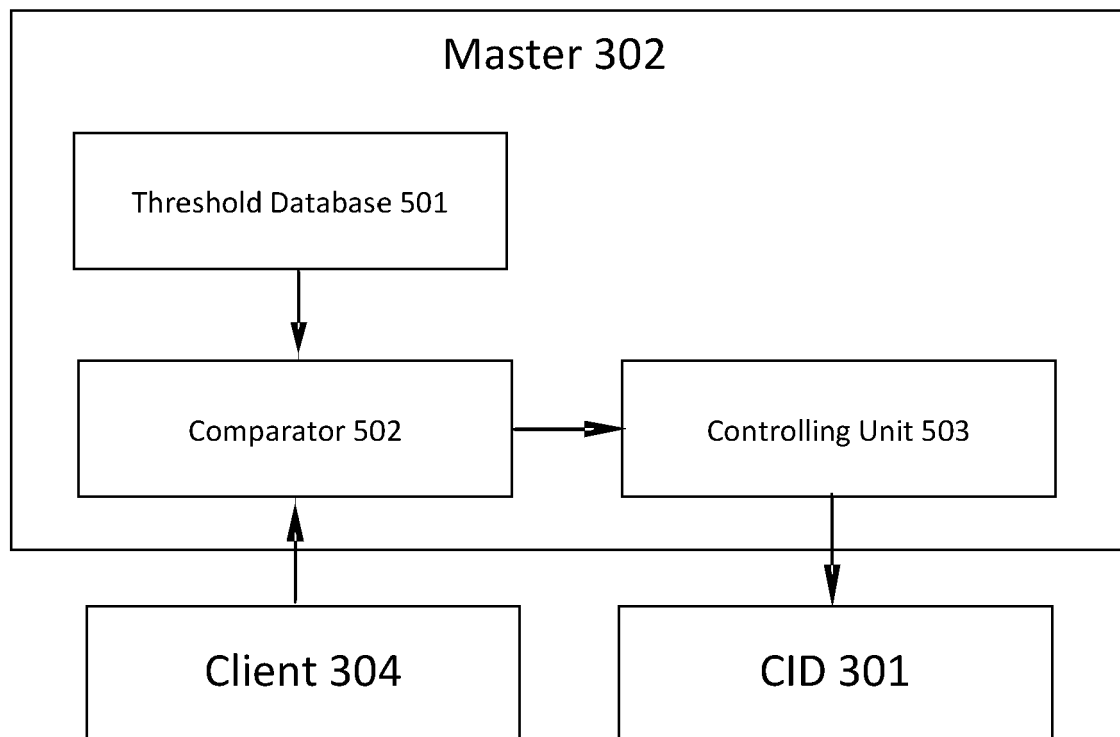 Master 302
Threshold Database 501
Comparator 502
Controlling Unit 503
Client 304
CID 301